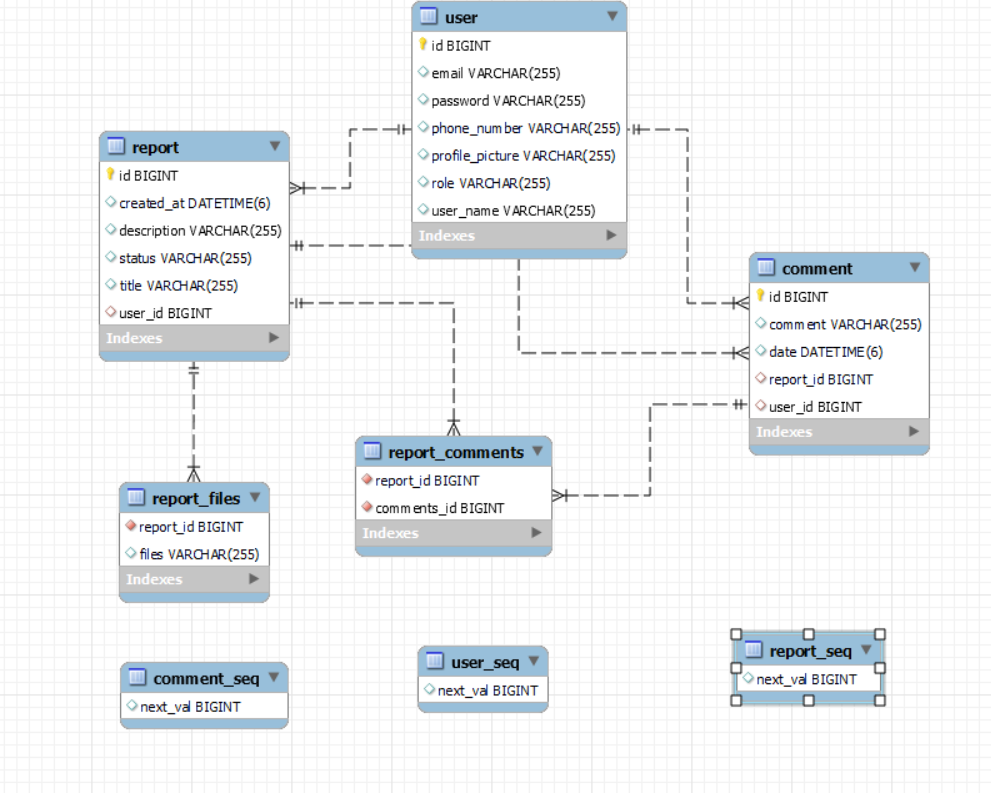 user
id BIGINT
email VARCHAR(255)
password VARCHAR(255)
phone_number VARCHAR(255)
profile_picture VARCHAR(255)
role VARCHAR(255)
user_name VARCHAR(255)
Indexes
report
id BIGINT
created_at DATETIME(6)
description VARCHAR(255)
status VARCHAR(255)
title VARCHAR(255)
user_id BIGINT
Indexes
comment
id BIGINT
comment VARCHAR(255)
date DATETIME(6)
report_id BIGINT
user_id BIGINT
Indexes
report_comments
report_id BIGINT
comments_id BIGINT
Indexes
report_files
report_id BIGINT
files VARCHAR(255)
Indexes
comment_seq
next_val BIGINT
user_seq
next_val BIGINT
report_seq
next_val BIGINT